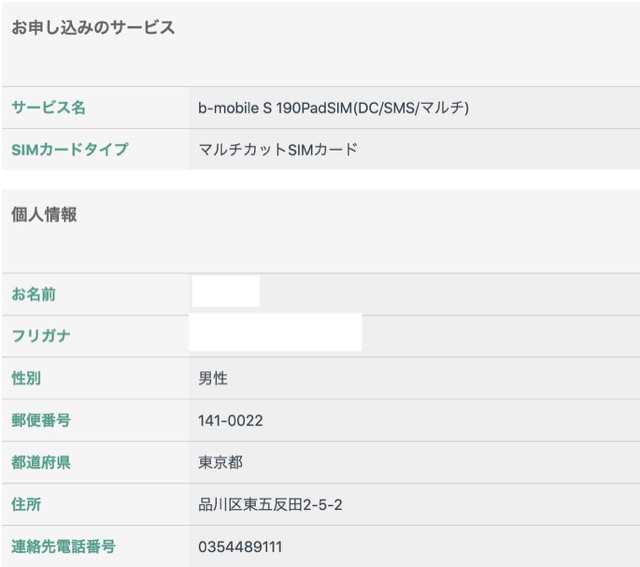 お申し込みのサービス
サービス名 b-mobile S 190PadSIM(DC/SMS/マルチ)
SIMカードタイプ マルチカットSIMカード
個人情報
お名前
フリガナ
性別 男性
郵便番号 141-0022
都道府県 東京都
住所 品川区東五反田2-5-2
連絡先電話番号 0354489111